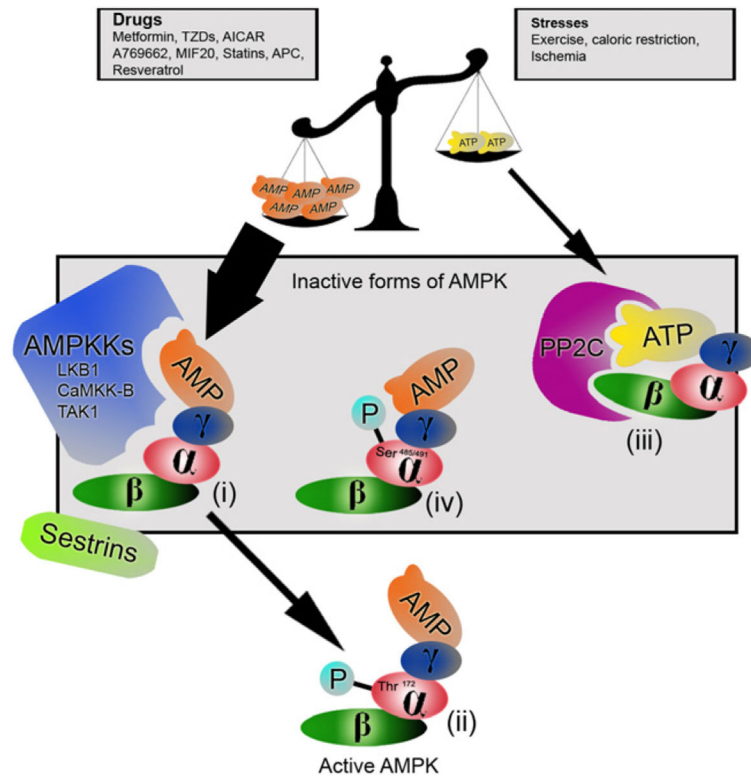 Drugs
Metformin, TZDs, AICAR
A769662, MIF20, Statins, APC,
Resveratrol
Stresses
Exercise, caloric restriction,
Ischemia
ATP ATP
AMP AMP AMP
AMP AMP
Inactive forms of AMPK
AMPKKs
LKB1
CaMKK-B
TAK1
AMP
γ
α
β
(i)
AMP
P
γ
Ser 485/491
α
β
(iv)
PP2C
ATP
γ
α
β
(iii)
Sestrins
AMP
γ
P
Thr 172
α
β
(ii)
Active AMPK